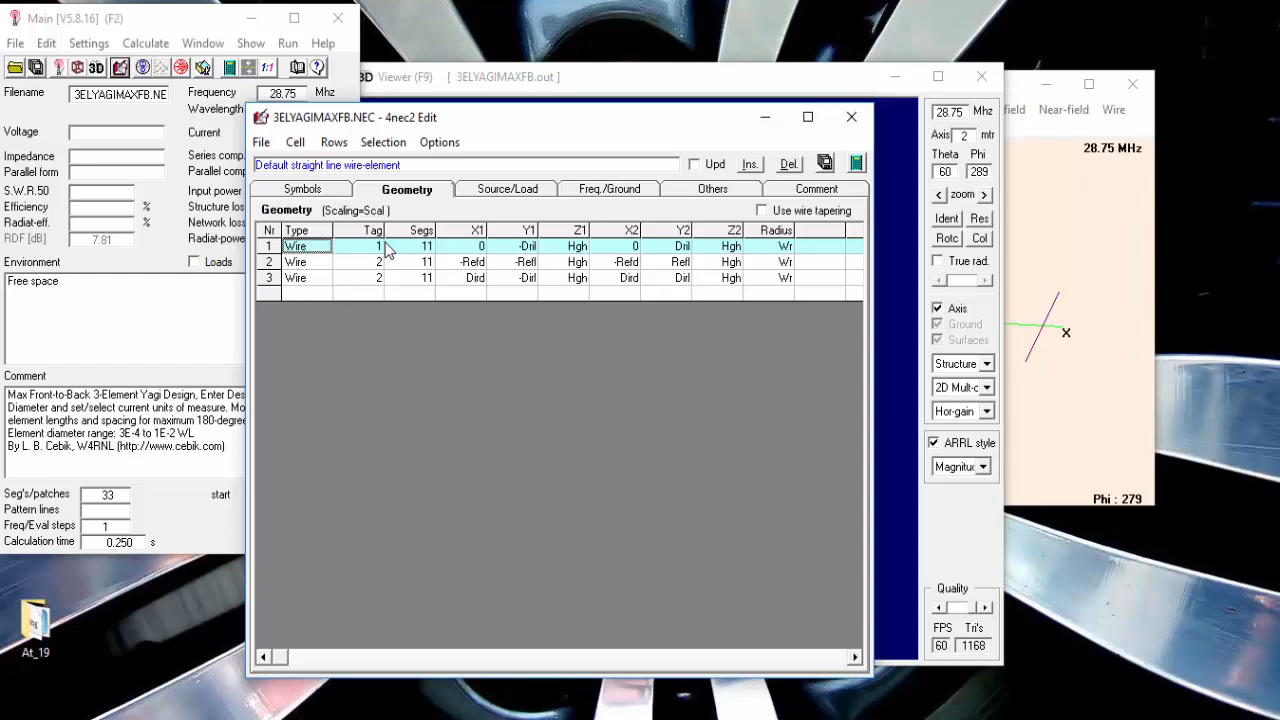 Main [V5.8.16] (F2)
File Edit Settings Calculate Window Show Run Help
3D 1:1
Filename 3ELYAGIMAXFB.NE Frequency 28.75 Mhz
Wavelength
Voltage Current
Impedance Series comp.
Parallel form Parallel comp
S.W.R.50 Input power
Efficiency % Structure los
Radiat-eff. % Network loss
RDF [dB] 7.81 Radiat-power
Environment Loads
Free space
Comment
Max Front-to-Back 3-Element Yagi Design, Enter Des
Diameter and set/select current units of measure. Mo
element lengths and spacing for maximum 180-degree
Element diameter range: 3E-4 to 1E-2 WL
By L. B. Cebik, W4RNL (http://www.cebik.com)
Seg's/patches 33 start
Pattern lines
Freq/Eval steps 1
Calculation time 0.250 s
At_19
3D Viewer (F9) [ 3ELYAGIMAXFB.out ]
3ELYAGIMAXFB.NEC - 4nec2 Edit
File Cell Rows Selection Options
Default straight line wire-element Upd Ins. Del.
Symbols Geometry Source/Load Freq./Ground Others Comment
Geometry (Scaling=Scal ) Use wire tapering
Nr Type Tag Segs X1 Y1 Z1 X2 Y2 Z2 Radius
1 Wire 1 11 0 -Dril Hgh 0 Dril Hgh Wr
2 Wire 2 11 -Refd -Refl Hgh -Refd Refl Hgh Wr
3 Wire 2 11 Dird -Dirl Hgh Dird Dirl Hgh Wr
28.75 Mhz
Axis 2 mtr
Theta Phi
60 289
zoom
Ident Res
Rotc Col
True rad.
Axis
Ground
Surfaces
Structure
2D Mult-c
Hor-gain
ARRL style
Magnitud
Quality
FPS Tri's
60 1168
field Near-field Wire
28.75 MHz
X
Phi : 279